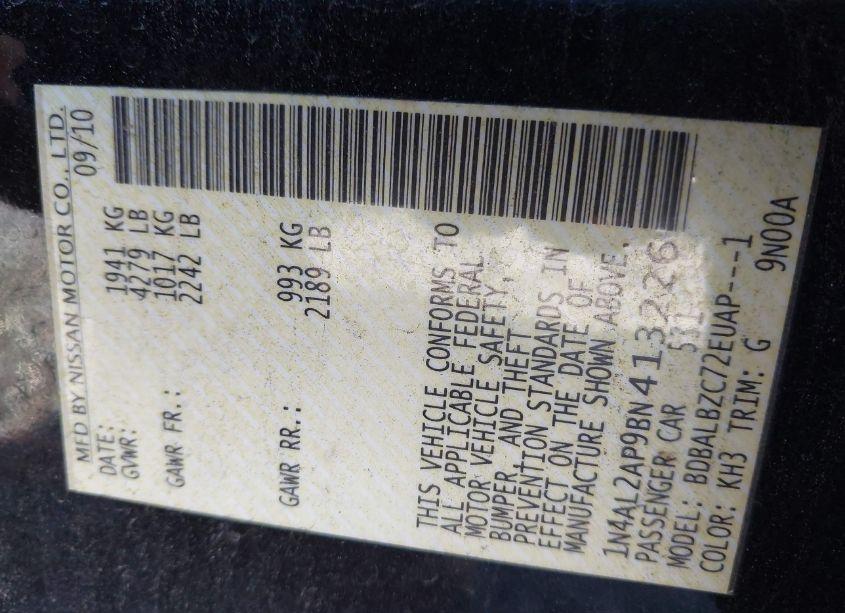 MFD BY NISSAN MOTOR CO., LTD.
DATE: 09/10
GVWR: 1941 KG
4279 LB
GAWR FR.: 1017 KG
2242 LB
GAWR RR.: 993 KG
2189 LB
THIS VEHICLE CONFORMS TO
ALL APPLICABLE FEDERAL
MOTOR VEHICLE SAFETY,
BUMPER, AND THEFT
PREVENTION STANDARDS IN
EFFECT ON THE DATE OF
MANUFACTURE SHOWN ABOVE.
1N4AL2AP9BN413226
PASSENGER CAR
MODEL: BDBALBZC72EUAP---1
COLOR: KH3 TRIM: G 9N00A